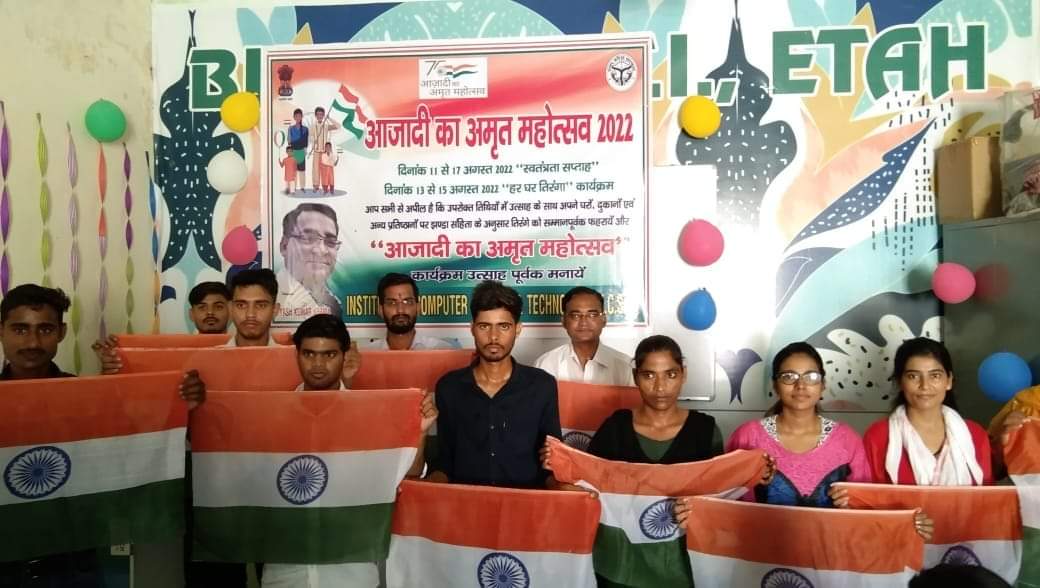 ETAH
75
आज़ादी का
अमृत महोत्सव
आजादी का अमृत महोत्सव 2022
दिनांक 11 से 17 अगस्त 2022 "स्वतंत्रता सप्ताह"
दिनांक 13 से 15 अगस्त 2022 "हर घर तिरंगा" कार्यक्रम
आप सभी से अपील है कि उपरोक्त तिथियों में उत्साह के साथ अपने घरों, दुकानों एवं
अन्य प्रतिष्ठानों पर झण्डा संहिता के अनुसार तिरंगे को सम्मानपूर्वक फहरायें और
"आजादी का अमृत महोत्सव"
कार्यक्रम उत्साह पूर्वक मनायें
KUMAR
COMPUTER TECHN